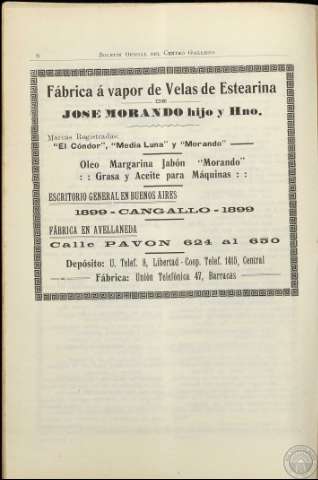 BOLETÍN OFICIAL DEL CENTRO GALLEGO
Fábrica á vapor de Velas de Estearina
DE
JOSE MORANDO hijo y Hno.
Marcas Registradas:
"El Cóndor", "Media Luna" y "Morando"
Oleo Margarina Jabón "Morando"
: : Grasa y Aceite para Máquinas : :
ESCRITORIO GENERAL EN BUENOS AIRES
1899 - CANGALLO - 1899
FÁBRICA EN AVELLANEDA
Calle PAVON 624 al 650
Depósito: U. Telef. 8, Libertad - Coop. Telef. 1415, Central
Fábrica: Unión Telefónica 47, Barracas